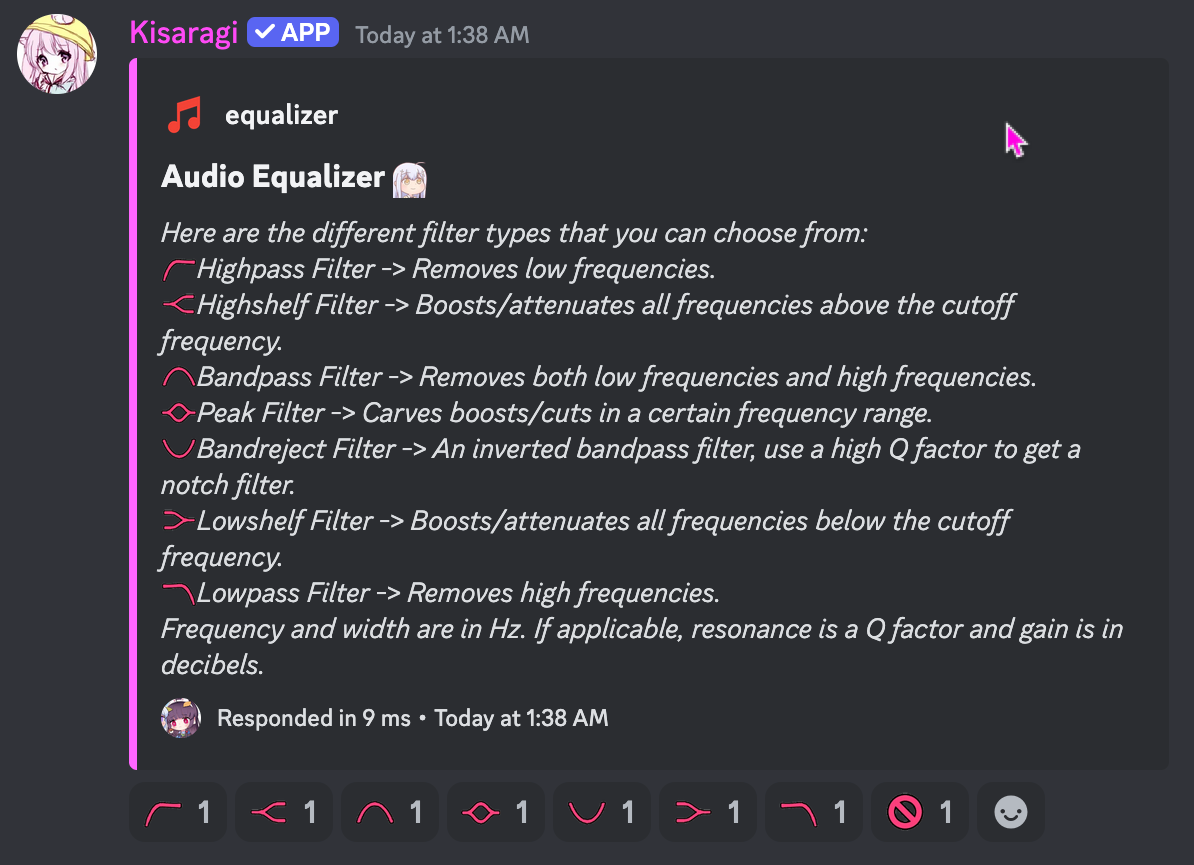 Kisaragi ✓ APP Today at 1:38 AM
equalizer
Audio Equalizer
Here are the different filter types that you can choose from:
Highpass Filter -> Removes low frequencies.
Highshelf Filter -> Boosts/attenuates all frequencies above the cutoff
frequency.
Bandpass Filter -> Removes both low frequencies and high frequencies.
Peak Filter -> Carves boosts/cuts in a certain frequency range.
Bandreject Filter -> An inverted bandpass filter, use a high Q factor to get a
notch filter.
Lowshelf Filter -> Boosts/attenuates all frequencies below the cutoff
frequency.
Lowpass Filter -> Removes high frequencies.
Frequency and width are in Hz. If applicable, resonance is a Q factor and gain is in
decibels.
Responded in 9 ms • Today at 1:38 AM
1 1 1 1 1 1 1 1